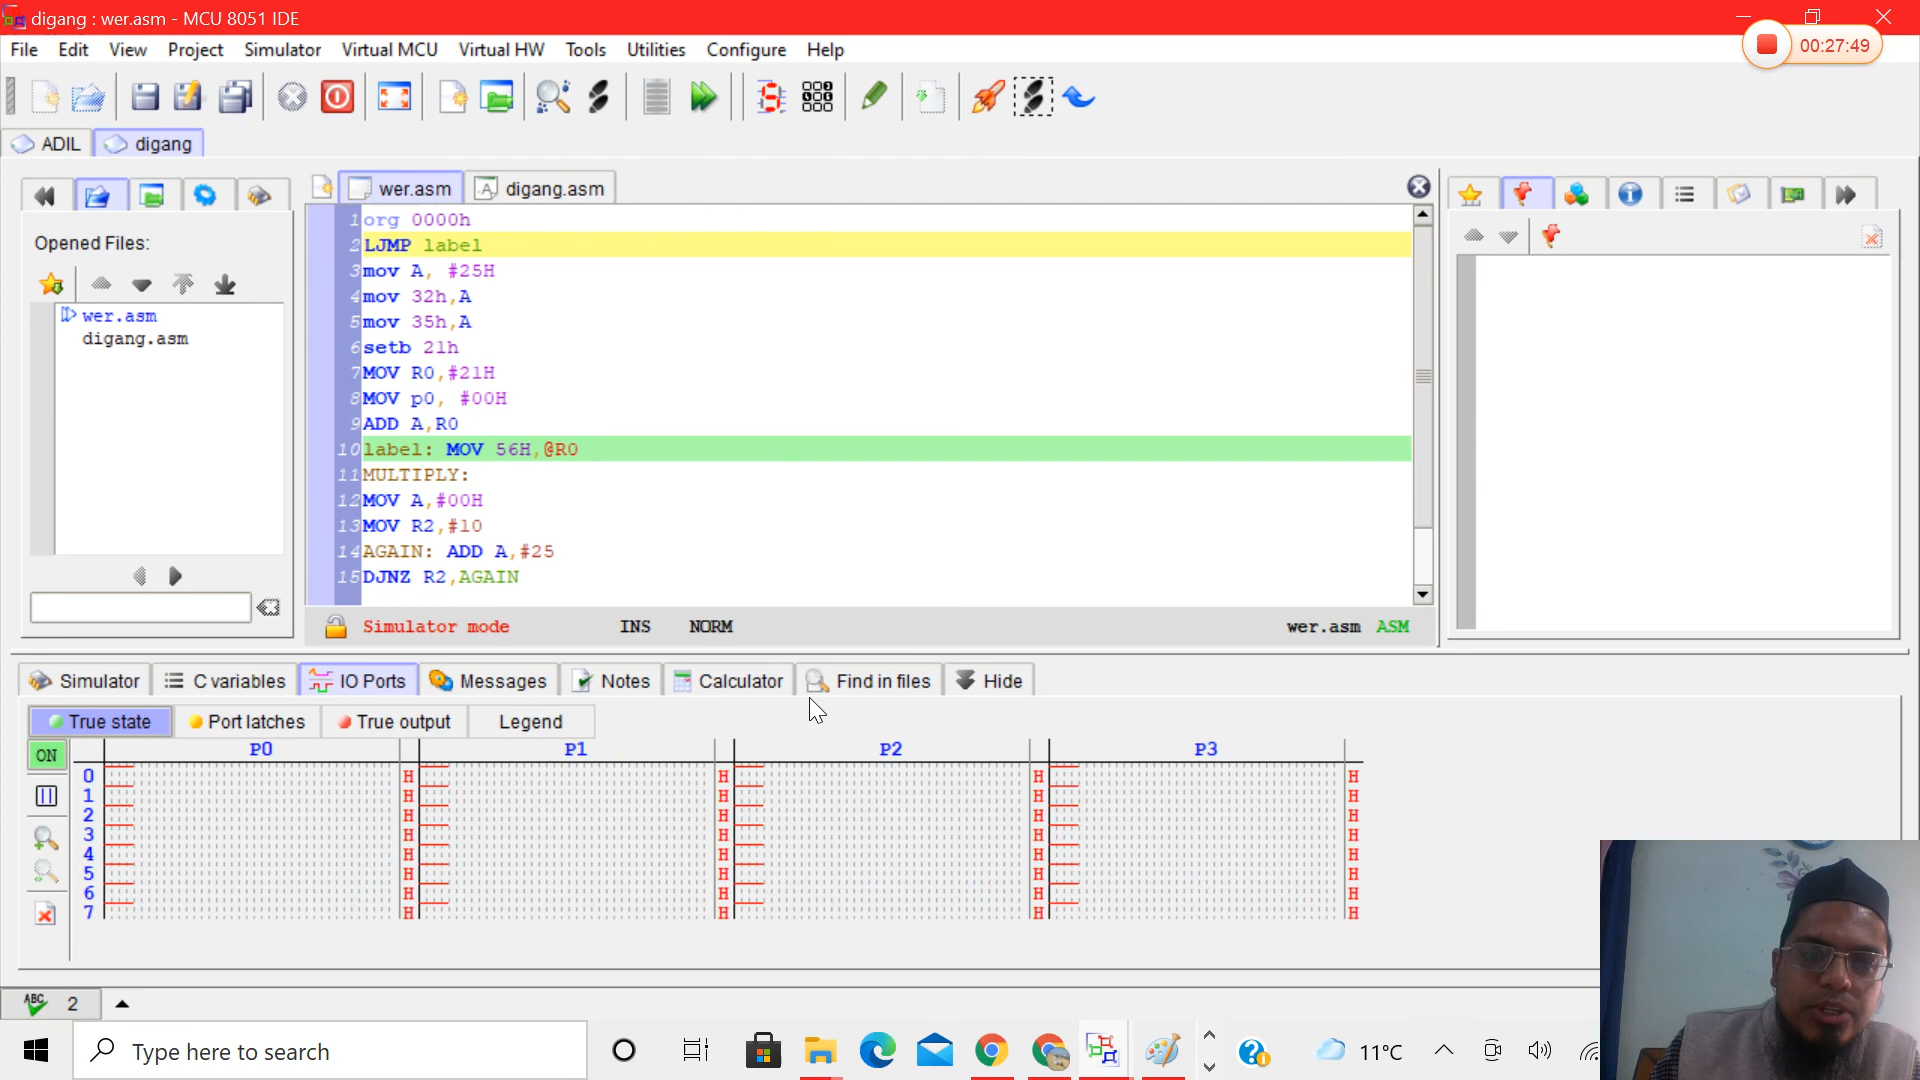 digang : wer.asm - MCU 8051 IDE
File Edit View Project Simulator Virtual MCU Virtual HW Tools Utilities Configure Help
00:27:49
ADIL digang
wer.asm digang.asm
Opened Files:
wer.asm
digang.asm
1 org 0000h
2 LJMP label
3 mov A, #25H
4 mov 32h,A
5 mov 35h,A
6 setb 21h
7 MOV R0,#21H
8 MOV p0, #00H
9 ADD A,R0
10 label: MOV 56H,@R0
11 MULTIPLY:
12 MOV A,#00H
13 MOV R2,#10
14 AGAIN: ADD A,#25
15 DJNZ R2,AGAIN
Simulator mode INS NORM wer.asm ASM
Simulator C variables IO Ports Messages Notes Calculator Find in files Hide
True state Port latches True output Legend
ON P0 P1 P2 P3
0 H H H H
1 H H H H
2 H H H H
3 H H H H
4 H H H H
5 H H H H
6 H H H H
7 H H H H
ABC 2
Type here to search
11°C